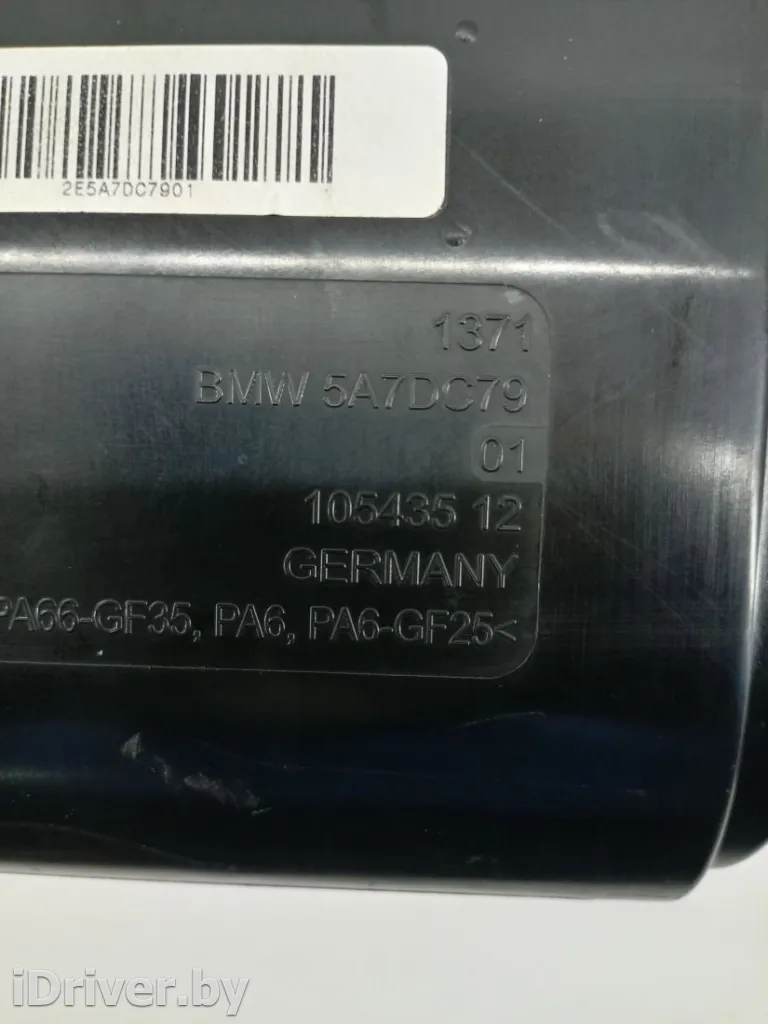 2E5A7DC7901
1371
BMW 5A7DC79
01
105435 12
GERMANY
PA66-GF35, PA6, PA6-GF25<
iDriver.by